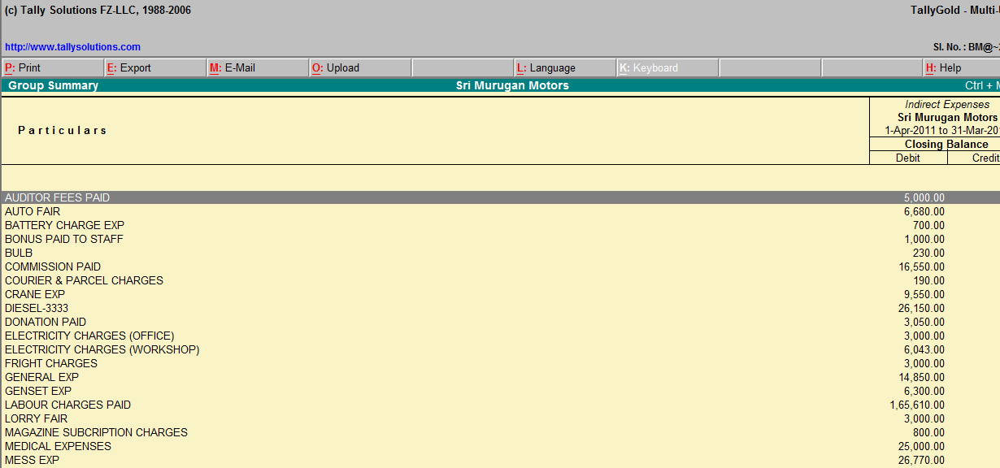 (c) Tally Solutions FZ-LLC, 1988-2006 TallyGold - Multi-
http://www.tallysolutions.com Sl. No. : BM@~
P: Print E: Export M: E-Mail O: Upload L: Language K: Keyboard H: Help
Group Summary Sri Murugan Motors Ctrl +
Indirect Expenses
Sri Murugan Motors
Particulars 1-Apr-2011 to 31-Mar-20
Closing Balance
Debit Credit
AUDITOR FEES PAID 5,000.00
AUTO FAIR 6,680.00
BATTERY CHARGE EXP 700.00
BONUS PAID TO STAFF 1,000.00
BULB 230.00
COMMISSION PAID 16,550.00
COURIER & PARCEL CHARGES 190.00
CRANE EXP 9,550.00
DIESEL-3333 26,150.00
DONATION PAID 3,050.00
ELECTRICITY CHARGES (OFFICE) 3,000.00
ELECTRICITY CHARGES (WORKSHOP) 6,043.00
FRIGHT CHARGES 3,000.00
GENERAL EXP 14,850.00
GENSET EXP 6,300.00
LABOUR CHARGES PAID 1,65,610.00
LORRY FAIR 3,000.00
MAGAZINE SUBCRIPTION CHARGES 800.00
MEDICAL EXPENSES 25,000.00
MESS EXP 26,770.00